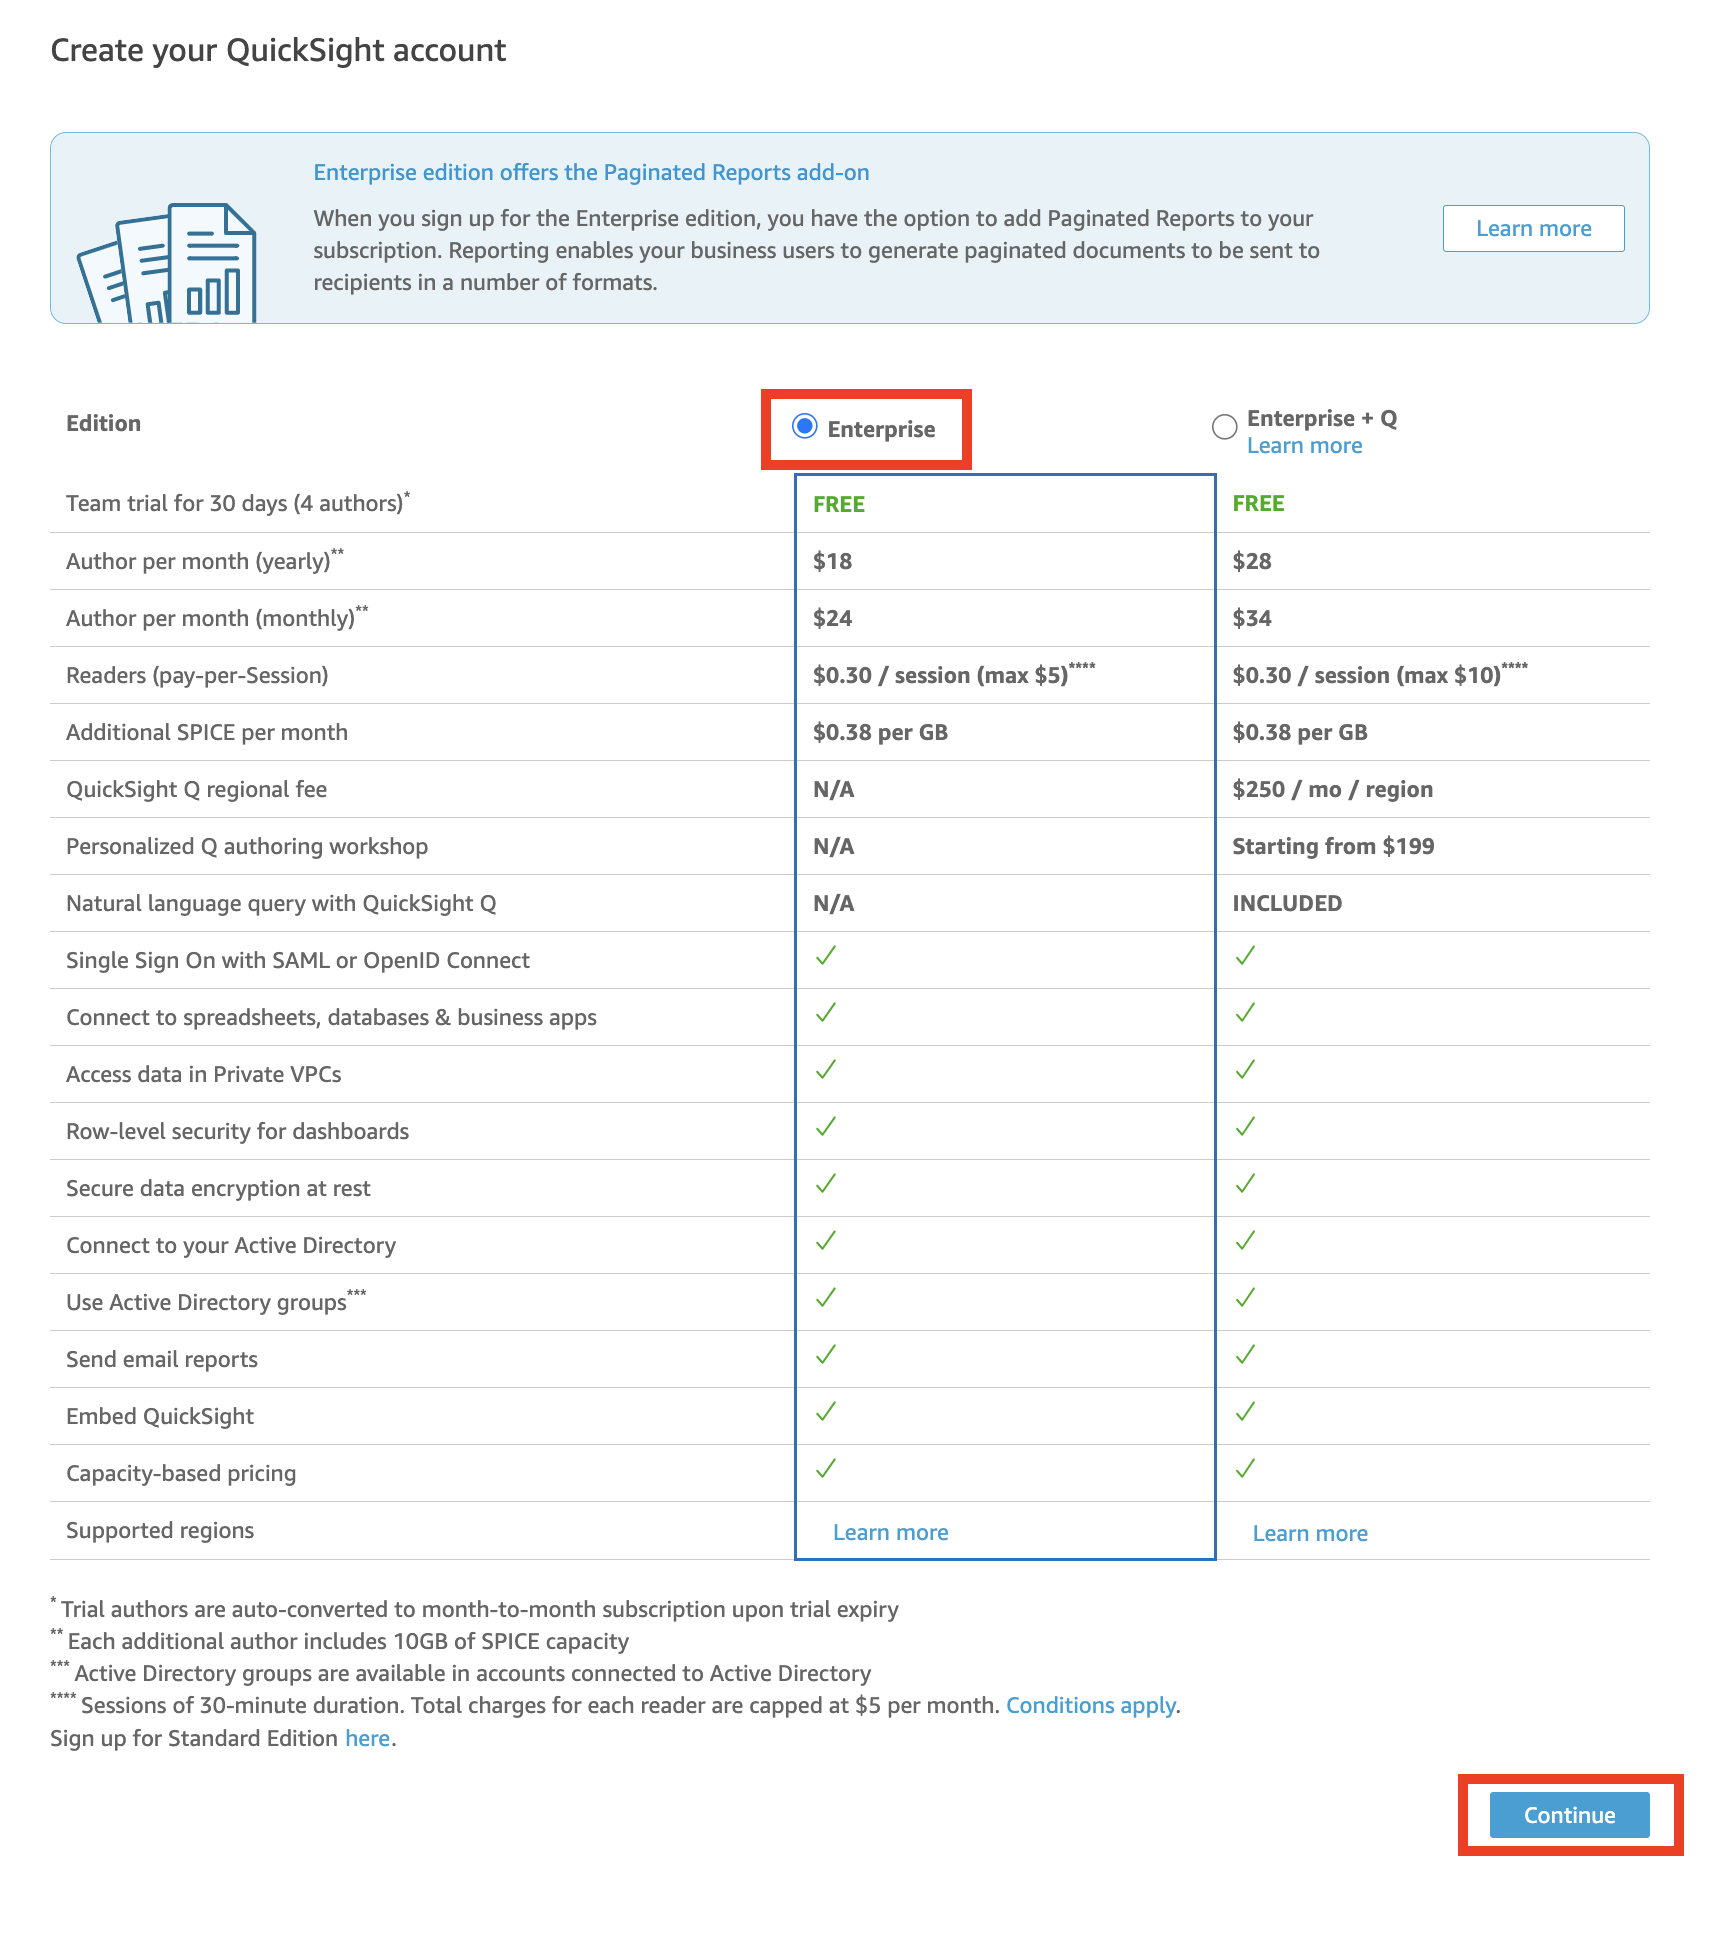 Create your QuickSight account
Enterprise edition offers the Paginated Reports add-on
When you sign up for the Enterprise edition, you have the option to add Paginated Reports to your
subscription. Reporting enables your business users to generate paginated documents to be sent to
recipients in a number of formats.
Learn more
Edition
Enterprise
Enterprise + Q
Learn more
Team trial for 30 days (4 authors)* FREE FREE
Author per month (yearly)** $18 $28
Author per month (monthly)** $24 $34
Readers (pay-per-Session) $0.30 / session (max $5)**** $0.30 / session (max $10)****
Additional SPICE per month $0.38 per GB $0.38 per GB
QuickSight Q regional fee N/A $250 / mo / region
Personalized Q authoring workshop N/A Starting from $199
Natural language query with QuickSight Q N/A INCLUDED
Single Sign On with SAML or OpenID Connect
Connect to spreadsheets, databases & business apps
Access data in Private VPCs
Row-level security for dashboards
Secure data encryption at rest
Connect to your Active Directory
Use Active Directory groups***
Send email reports
Embed QuickSight
Capacity-based pricing
Supported regions Learn more Learn more
* Trial authors are auto-converted to month-to-month subscription upon trial expiry
** Each additional author includes 10GB of SPICE capacity
*** Active Directory groups are available in accounts connected to Active Directory
**** Sessions of 30-minute duration. Total charges for each reader are capped at $5 per month. Conditions apply.
Sign up for Standard Edition here.
Continue